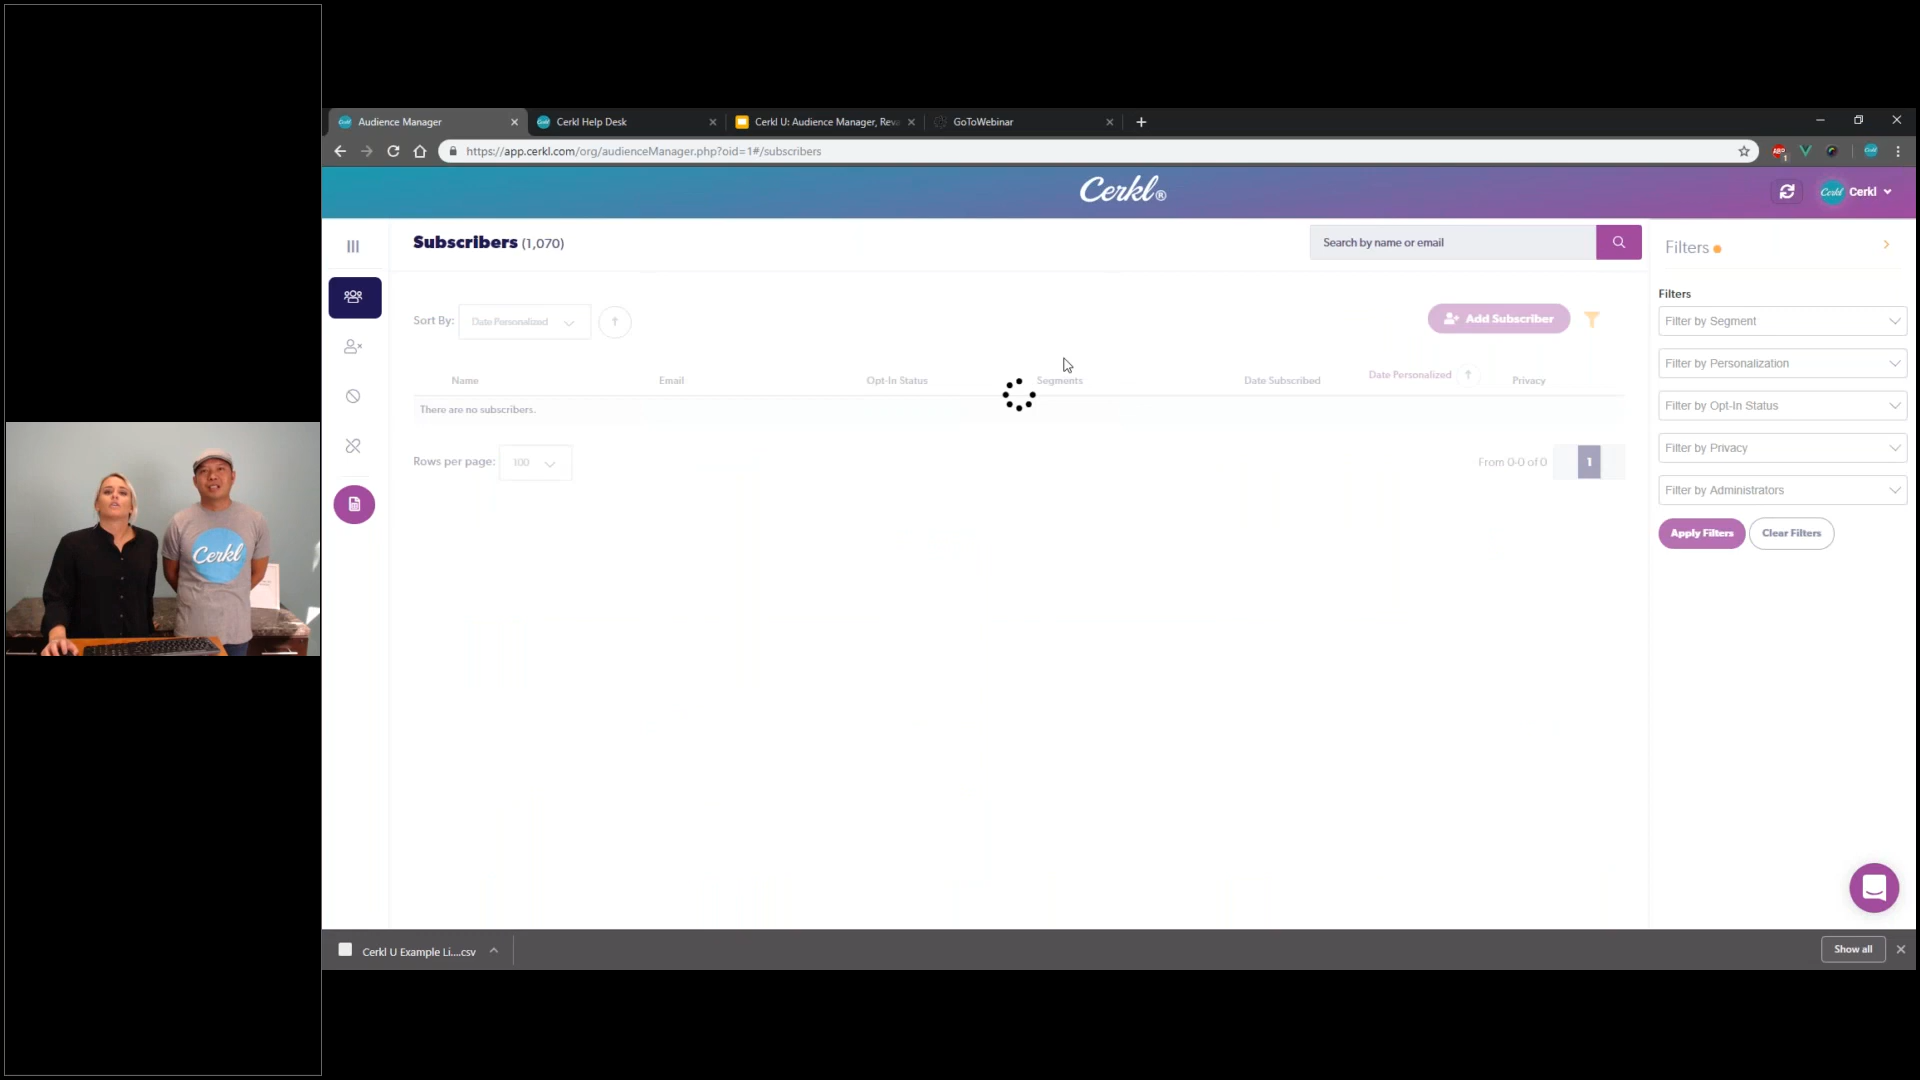 Audience Manager
Cerkl Help Desk
Cerkl U: Audience Manager, Reva
GoToWebinar
https://app.cerkl.com/org/audienceManager.php?oid=1#/subscribers
ABP
1
Cerkl®
Cerkl
Cerkl
Subscribers (1,070)
Search by name or email
Filters
Sort By:
Date Personalized
Add Subscriber
Filters
Filter by Segment
Filter by Personalization
Filter by Opt-In Status
Filter by Privacy
Filter by Administrators
Apply Filters
Clear Filters
Name
Email
Opt-In Status
Segments
Date Subscribed
Date Personalized
Privacy
There are no subscribers.
Rows per page:
100
From 0-0 of 0
1
Cerkl
Cerkl U Example Li....csv
Show all